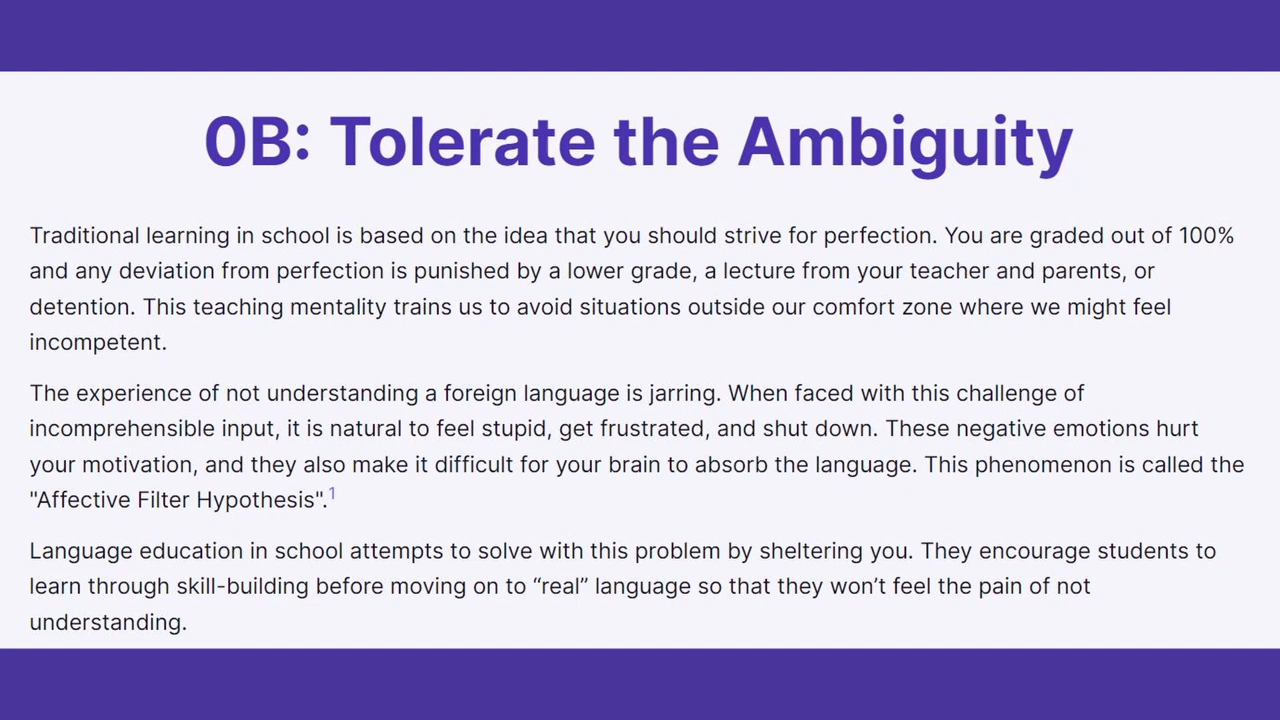 0B: Tolerate the Ambiguity
Traditional learning in school is based on the idea that you should strive for perfection. You are graded out of 100%
and any deviation from perfection is punished by a lower grade, a lecture from your teacher and parents, or
detention. This teaching mentality trains us to avoid situations outside our comfort zone where we might feel
incompetent.
The experience of not understanding a foreign language is jarring. When faced with this challenge of
incomprehensible input, it is natural to feel stupid, get frustrated, and shut down. These negative emotions hurt
your motivation, and they also make it difficult for your brain to absorb the language. This phenomenon is called the
"Affective Filter Hypothesis".1
Language education in school attempts to solve with this problem by sheltering you. They encourage students to
learn through skill-building before moving on to “real” language so that they won’t feel the pain of not
understanding.